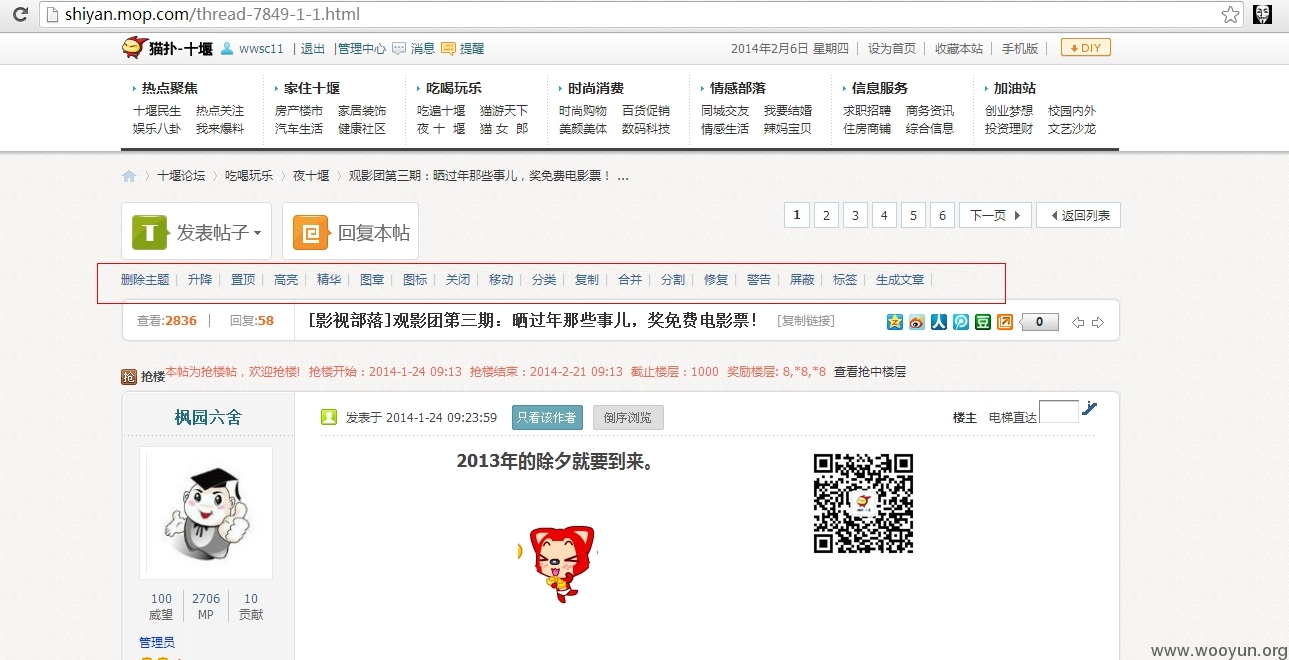 shiyan.mop.com/thread-7849-1-1.html
猫扑-十堰 wwsc11 | 退出 |管理中心 消息 提醒 2014年2月6日 星期四 | 设为首页 | 收藏本站 | 手机版 | DIY
热点聚焦 家住十堰 吃喝玩乐 时尚消费 情感部落 信息服务 加油站
十堰民生 热点关注 房产楼市 家居装饰 吃遍十堰 猫游天下 时尚购物 百货促销 同城交友 我要结婚 求职招聘 商务资讯 创业梦想 校园内外
娱乐八卦 我来爆料 汽车生活 健康社区 夜 十 堰 猫 女 郎 美颜美体 数码科技 情感生活 辣妈宝贝 住房商铺 综合信息 投资理财 文艺沙龙
十堰论坛 〉 吃喝玩乐 〉 夜十堰 〉 观影团第三期：晒过年那些事儿，奖免费电影票！ ...
T 发表帖子 回复本帖 1 2 3 4 5 6 下一页 返回列表
删除主题 | 升降 | 置顶 | 高亮 | 精华 | 图章 | 图标 | 关闭 | 移动 | 分类 | 复制 | 合并 | 分割 | 修复 | 警告 | 屏蔽 | 标签 | 生成文章 |
查看:2836 | 回复:58 [影视部落]观影团第三期：晒过年那些事儿，奖免费电影票！ [复制链接] 人 豆 0
抢 抢楼 本帖为抢楼帖，欢迎抢楼! 抢楼开始：2014-1-24 09:13 抢楼结束：2014-2-21 09:13 截止楼层：1000 奖励楼层: 8,*8,*8 查看抢中楼层
枫园六舍 发表于 2014-1-24 09:23:59 只看该作者 倒序浏览 楼主 电梯直达
2013年的除夕就要到来。
100 2706 10
威望 MP 贡献
管理员
www.wooyun.org